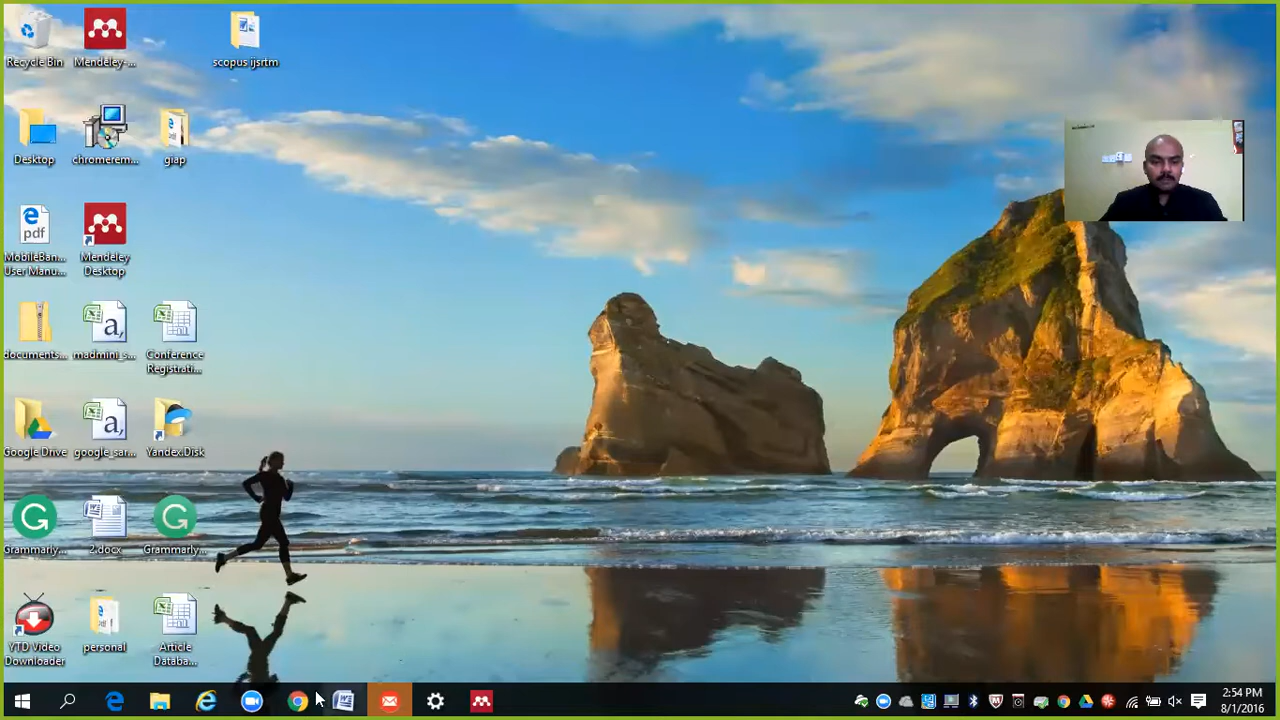 Recycle Bin
Mendeley-...
scopus ijsrtm
Desktop
chromerem...
giap
pdf
MobileBan...
User Manu...
Mendeley
Desktop
documents...
a,
madmini_s...
Conference
Registrati...
Google Drive
a,
google_sar...
Yandex.Disk
Grammarly...
2.docx
Grammarly...
YTD Video
Downloader
personal
Article
Databa...
2:54 PM
8/1/2016